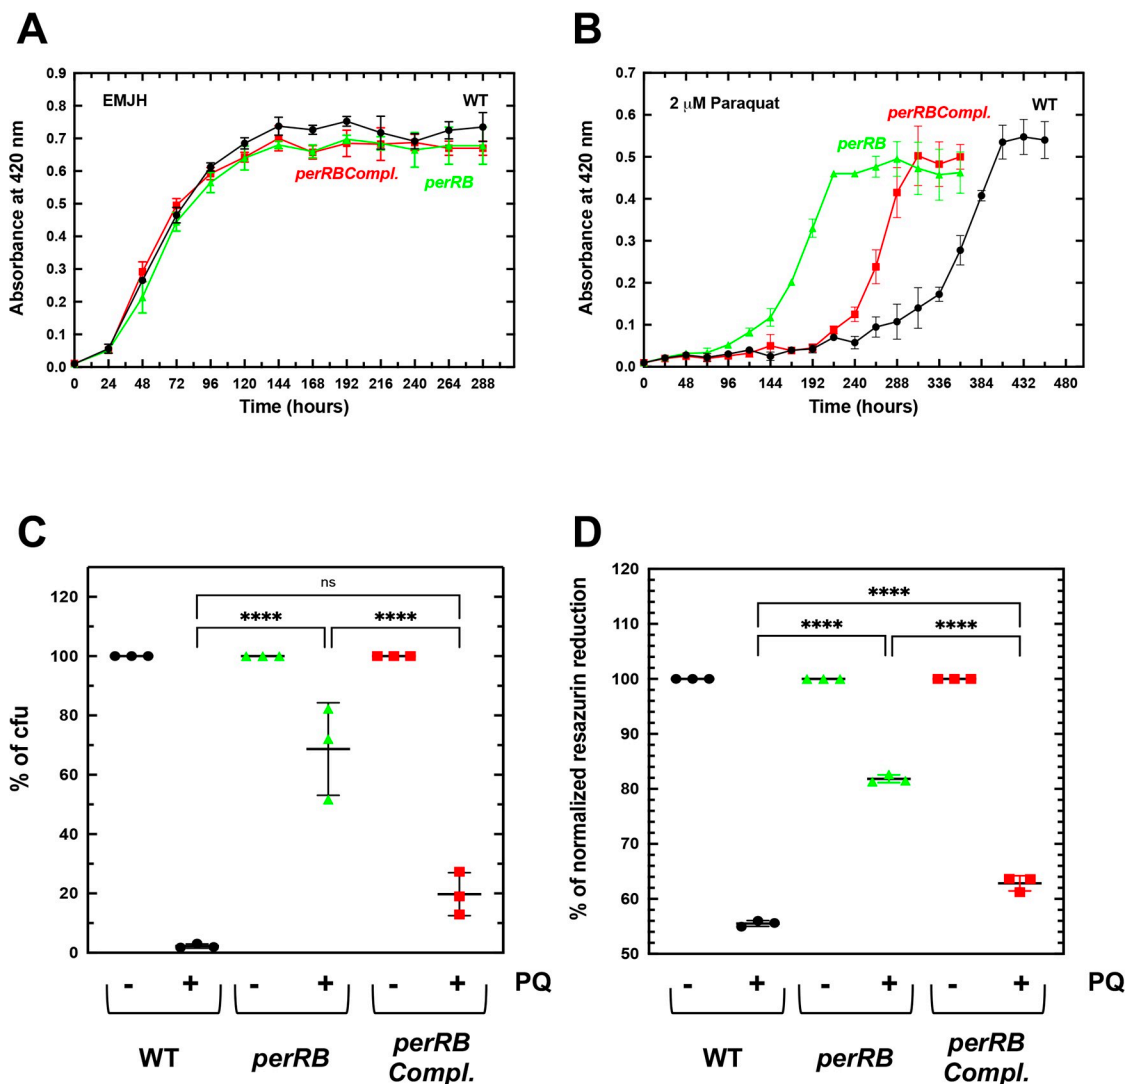 A
0.9
0.8
0.7
0.6
0.5
0.4
0.3
0.2
0.1
0.0
Absorbance at 420 nm
EMJH
WT
perRBCompl.
perRB
0 24 48 72 96 120 144 168 192 216 240 264 288
Time (hours)
B
0.7
0.6
0.5
0.4
0.3
0.2
0.1
0.0
Absorbance at 420 nm
2 μM Paraquat
WT
perRBCompl.
perRB
0 48 96 144 192 240 288 336 384 432 480
Time (hours)
C
120
100
80
60
40
20
0
% of cfu
ns
**** ****
- + - + - + PQ
WT perRB perRB
Compl.
D
120
110
100
90
80
70
60
50
% of normalized resazurin reduction
****
**** ****
- + - + - + PQ
WT perRB perRB
Compl.